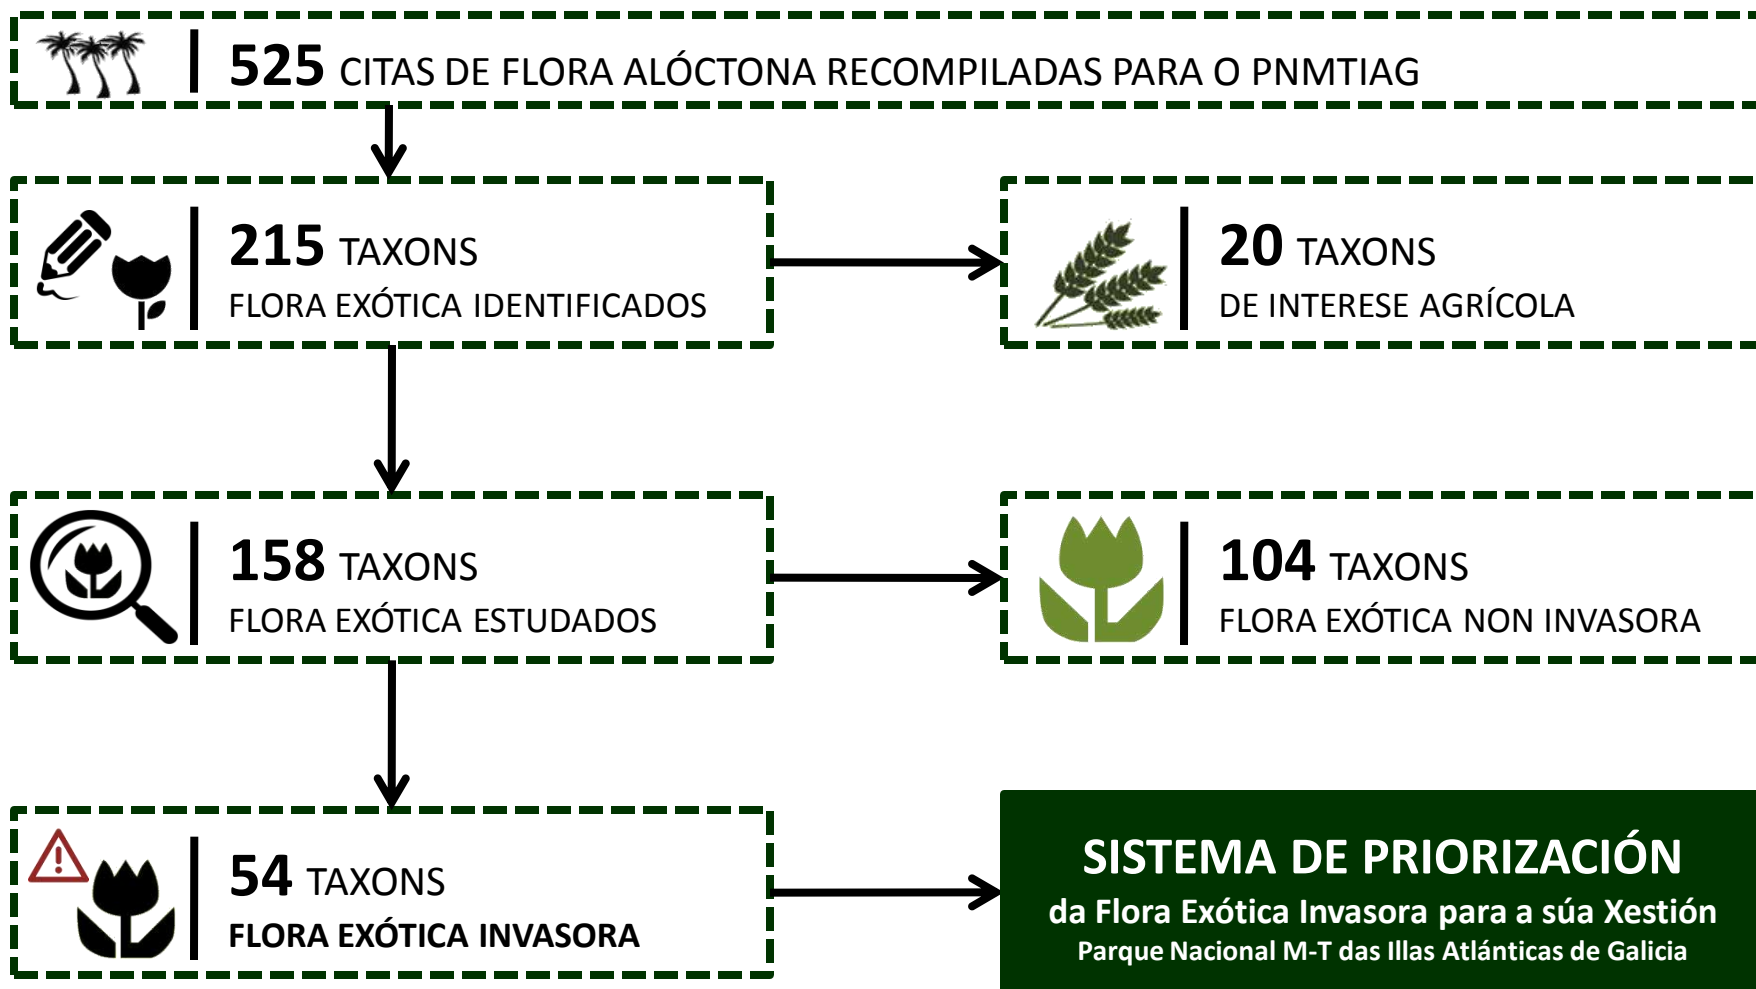 525 CITAS DE FLORA ALÓCTONA RECOMPILADAS PARA O PNMTIAG
215 TAXONS
FLORA EXÓTICA IDENTIFICADOS
20 TAXONS
DE INTERESE AGRÍCOLA
158 TAXONS
FLORA EXÓTICA ESTUDADOS
104 TAXONS
FLORA EXÓTICA NON INVASORA
54 TAXONS
FLORA EXÓTICA INVASORA
SISTEMA DE PRIORIZACIÓN
da Flora Exótica Invasora para a súa Xestión
Parque Nacional M-T das Illas Atlánticas de Galicia